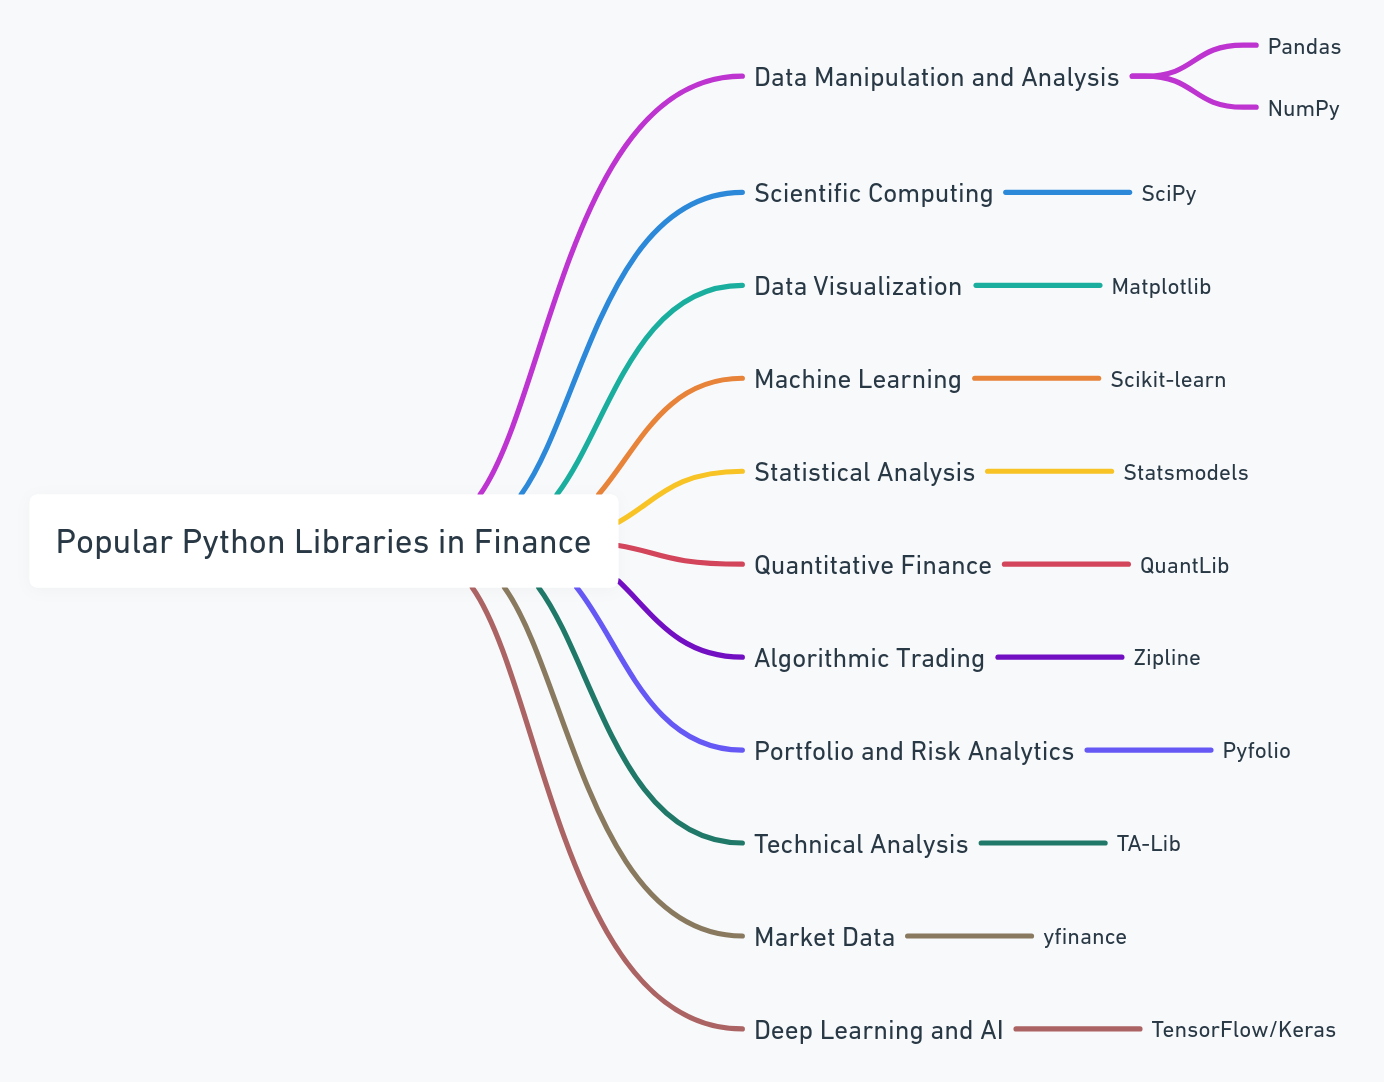 Popular Python Libraries in Finance
Data Manipulation and Analysis
Pandas
NumPy
Scientific Computing
SciPy
Data Visualization
Matplotlib
Machine Learning
Scikit-learn
Statistical Analysis
Statsmodels
Quantitative Finance
QuantLib
Algorithmic Trading
Zipline
Portfolio and Risk Analytics
Pyfolio
Technical Analysis
TA-Lib
Market Data
yfinance
Deep Learning and AI
TensorFlow/Keras